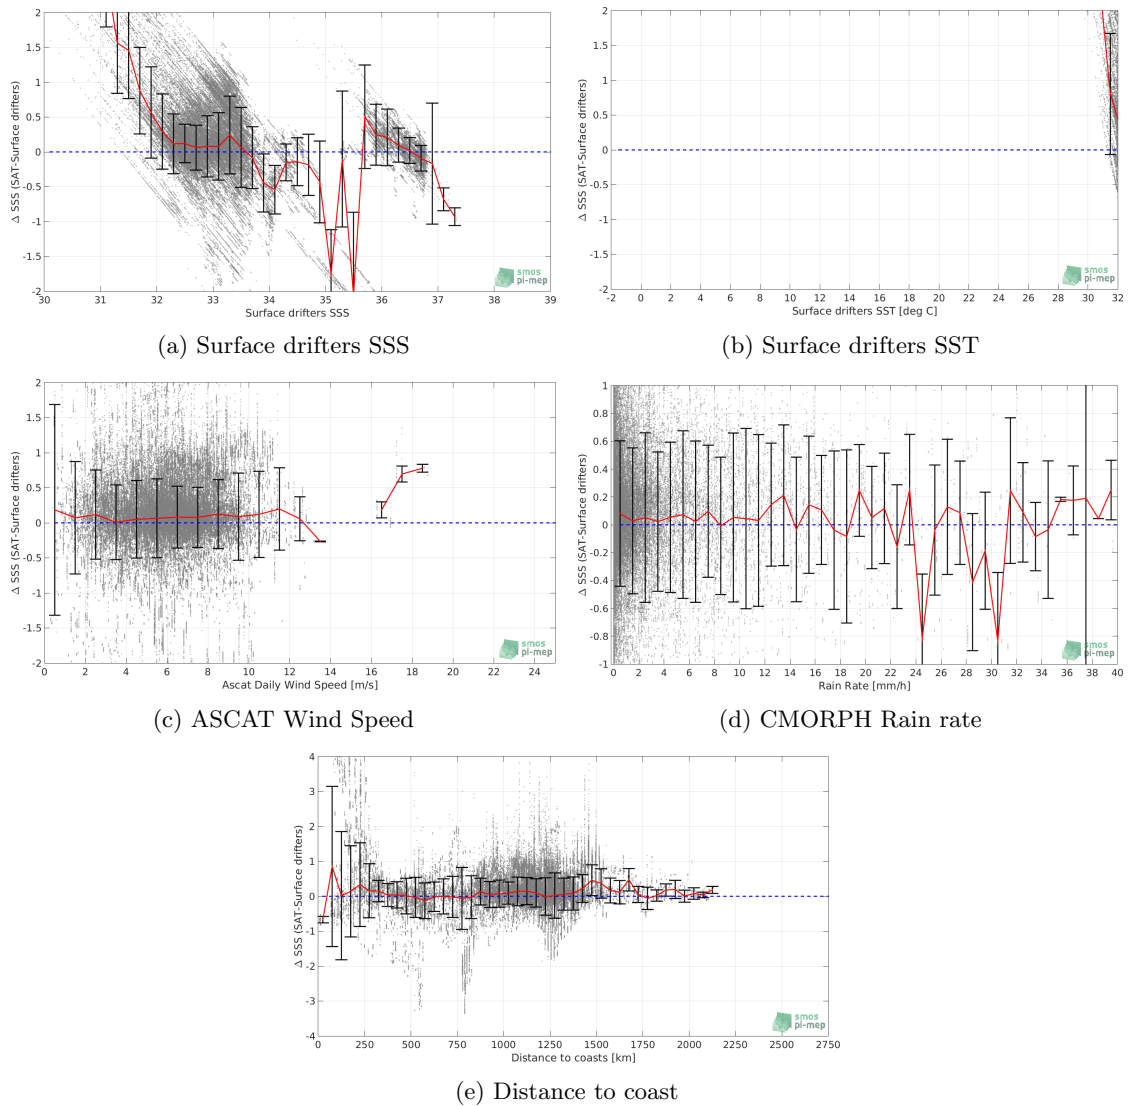 2
1.5
1
0.5
0
-0.5
-1
-1.5
-2
Δ SSS (SAT-Surface drifters)
30 31 32 33 34 35 36 37 38 39
Surface drifters SSS
smos
pi-mep
(a) Surface drifters SSS
2
1.5
1
0.5
0
-0.5
-1
-1.5
-2
Δ SSS (SAT-Surface drifters)
-2 0 2 4 6 8 10 12 14 16 18 20 22 24 26 28 30 32
Surface drifters SST [deg C]
smos
pi-mep
(b) Surface drifters SST
2
1.5
1
0.5
0
-0.5
-1
-1.5
-2
Δ SSS (SAT-Surface drifters)
0 2 4 6 8 10 12 14 16 18 20 22 24
Ascat Daily Wind Speed [m/s]
smos
pi-mep
(c) ASCAT Wind Speed
1
0.8
0.6
0.4
0.2
0
-0.2
-0.4
-0.6
-0.8
-1
Δ SSS (SAT-Surface drifters)
0 2 4 6 8 10 12 14 16 18 20 22 24 26 28 30 32 34 36 38 40
Rain Rate [mm/h]
smos
pi-mep
(d) CMORPH Rain rate
4
3
2
1
0
-1
-2
-3
-4
Δ SSS (SAT-Surface drifters)
0 250 500 750 1000 1250 1500 1750 2000 2250 2500 2750
Distance to coasts [km]
smos
pi-mep
(e) Distance to coast